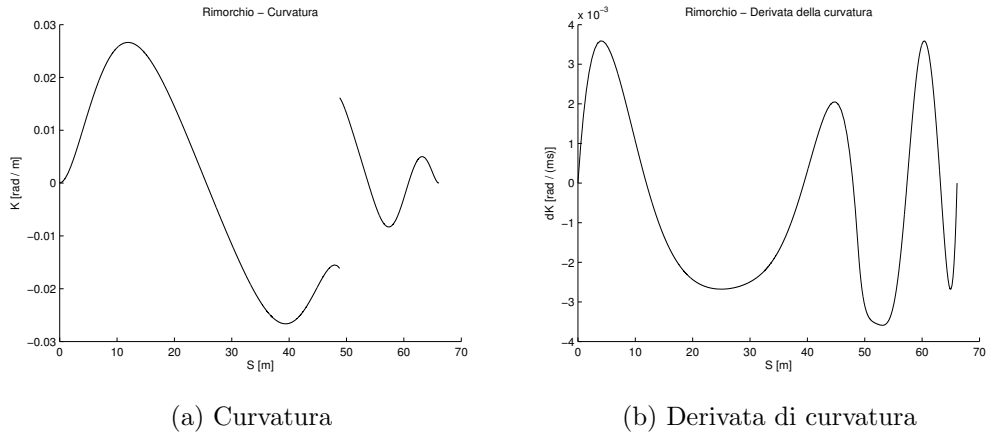 Rimorchio − Curvatura
0.03
0.02
0.01
0
−0.01
−0.02
−0.03
K [rad / m]
0 10 20 30 40 50 60 70
S [m]
(a) Curvatura
Rimorchio − Derivata della curvatura
x 10⁻³
4
3
2
1
0
−1
−2
−3
−4
dK [rad / (ms)]
0 10 20 30 40 50 60 70
S [m]
(b) Derivata di curvatura